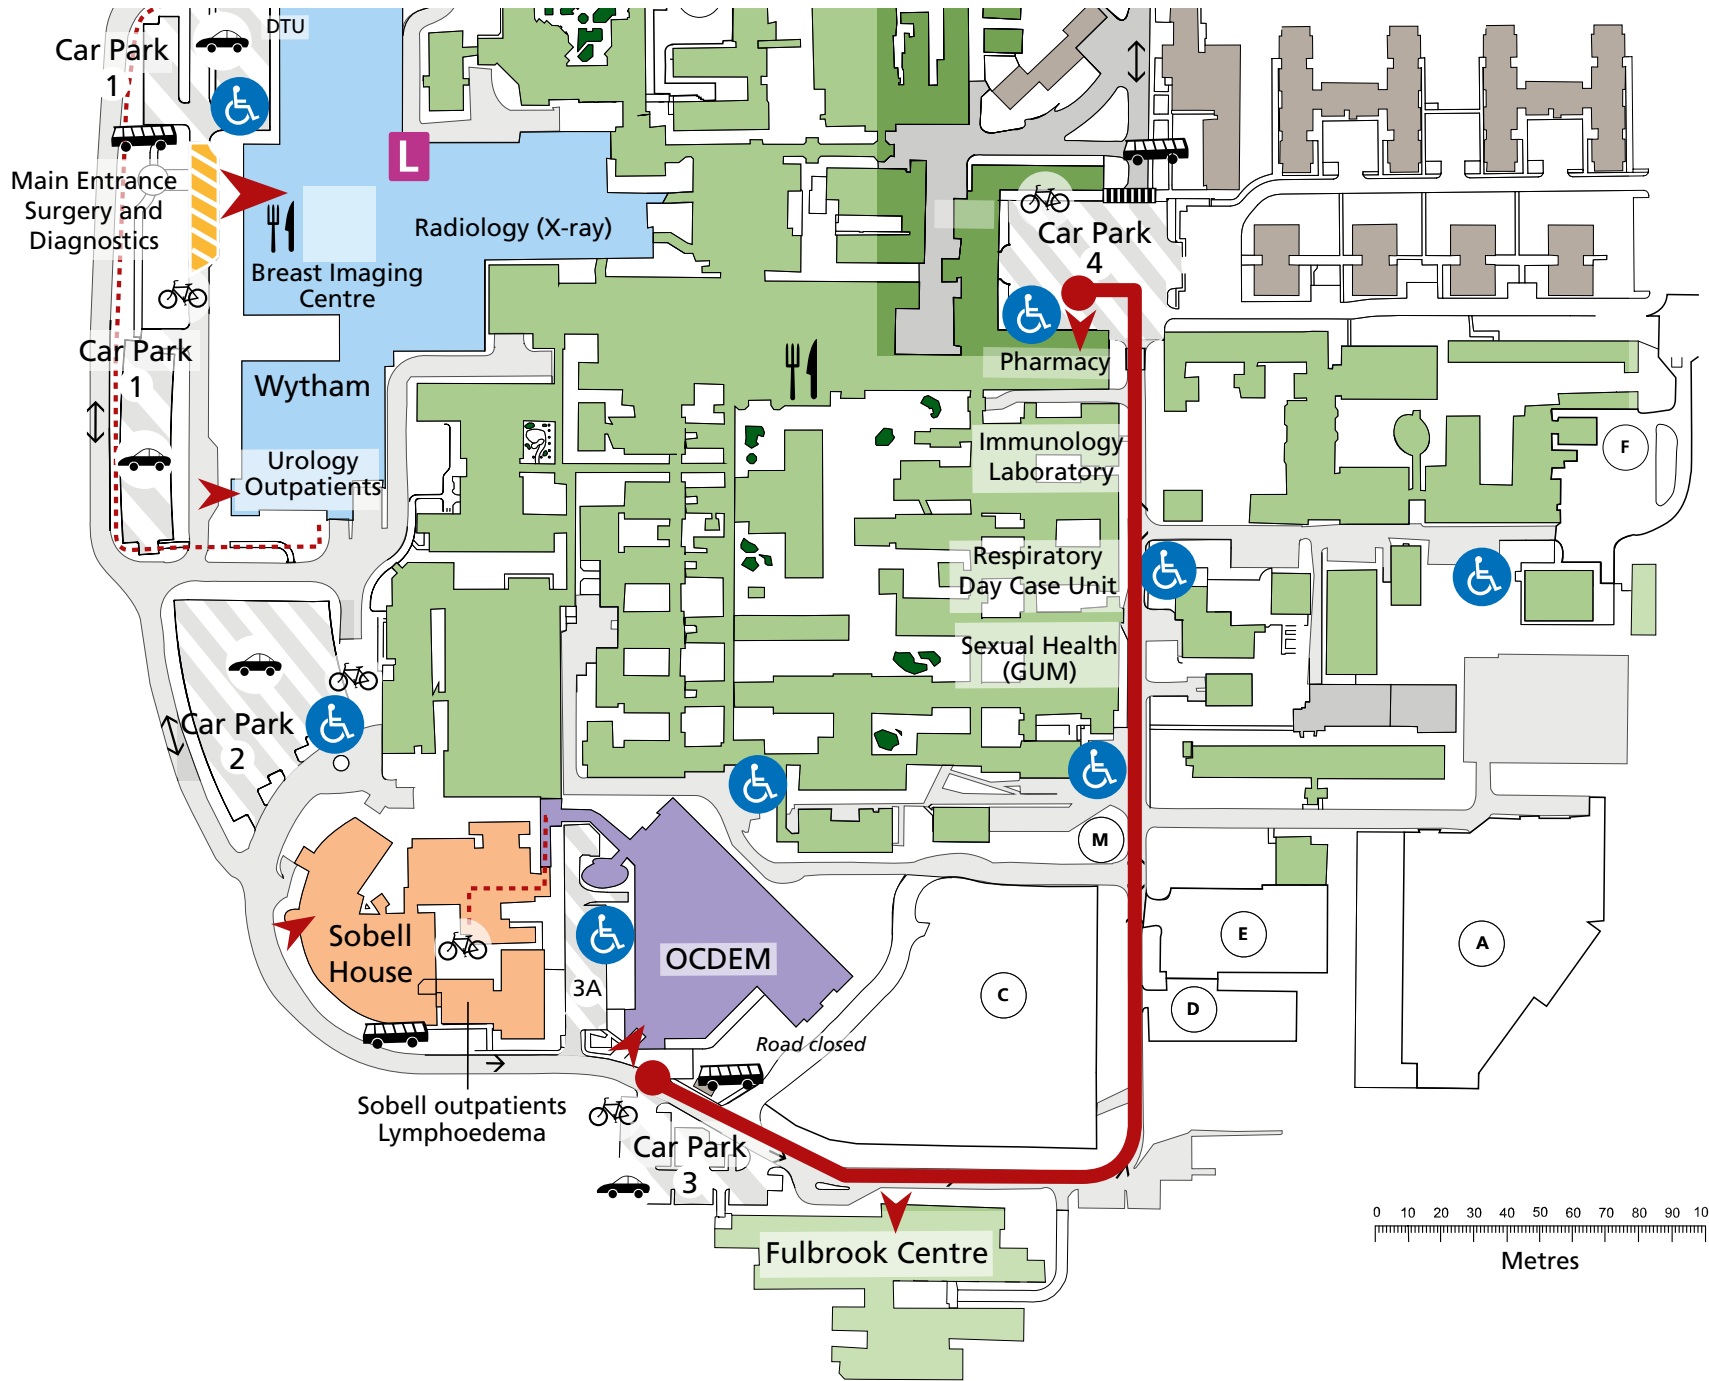 DTU
Car Park
1
L
Main Entrance
Surgery and
Diagnostics
Radiology (X-ray)
Breast Imaging
Centre
Car Park
4
Car Park
1
Wytham
Pharmacy
Urology
Outpatients
Immunology
Laboratory
F
Respiratory
Day Case Unit
Sexual Health
(GUM)
Car Park
2
M
Sobell
House
OCDEM
3A
E
A
C
D
Road closed
Sobell outpatients
Lymphoedema
Car Park
3
Fulbrook Centre
0 10 20 30 40 50 60 70 80 90 10
Metres